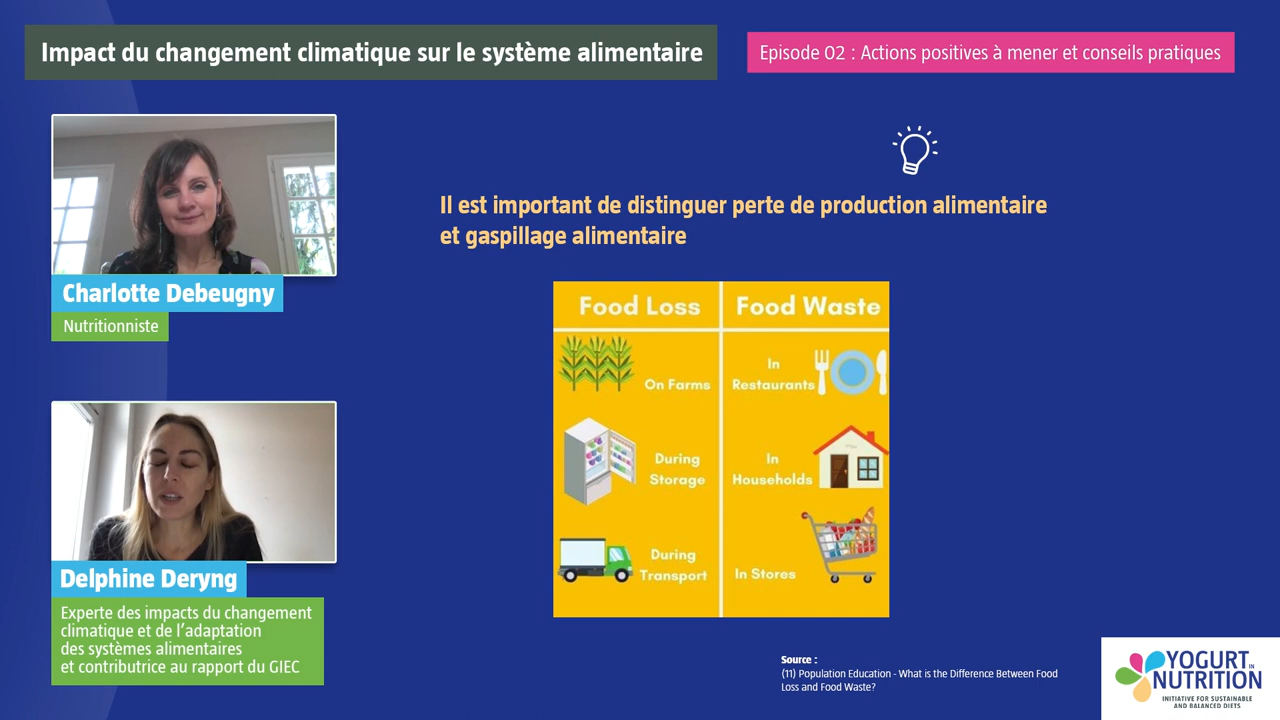 Impact du changement climatique sur le système alimentaire
Episode 02 : Actions positives à mener et conseils pratiques
Charlotte Debeugny
Nutritionniste
Delphine Deryng
Experte des impacts du changement
climatique et de l'adaptation
des systèmes alimentaires
et contributrice au rapport du GIEC
Il est important de distinguer perte de production alimentaire
et gaspillage alimentaire
Food Loss
Food Waste
On Farms
In
Restaurants
During
Storage
In
Households
During
Transport
In Stores
Source :
(11) Population Education - What is the Difference Between Food
Loss and Food Waste?
YOGURT
IN
NUTRITION
INITIATIVE FOR SUSTAINABLE
AND BALANCED DIETS